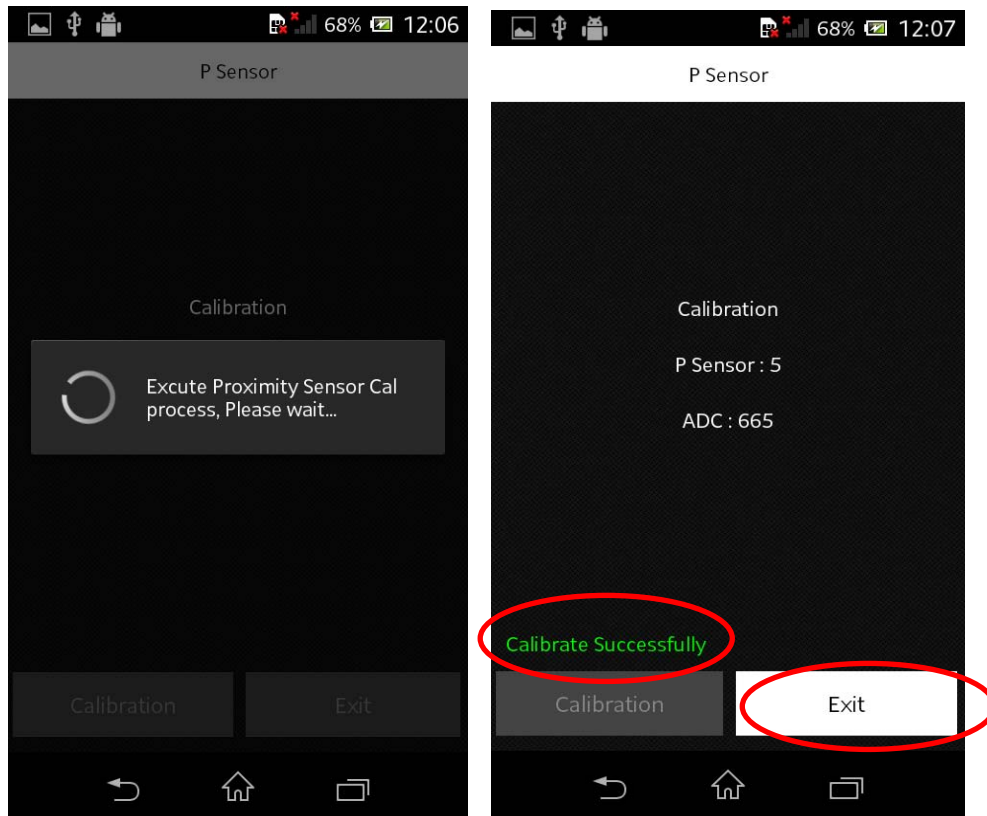 68% 12:06
P Sensor
Calibration
Excute Proximity Sensor Cal
process, Please wait...
Calibration Exit
68% 12:07
P Sensor
Calibration
P Sensor : 5
ADC : 665
Calibrate Successfully
Calibration Exit